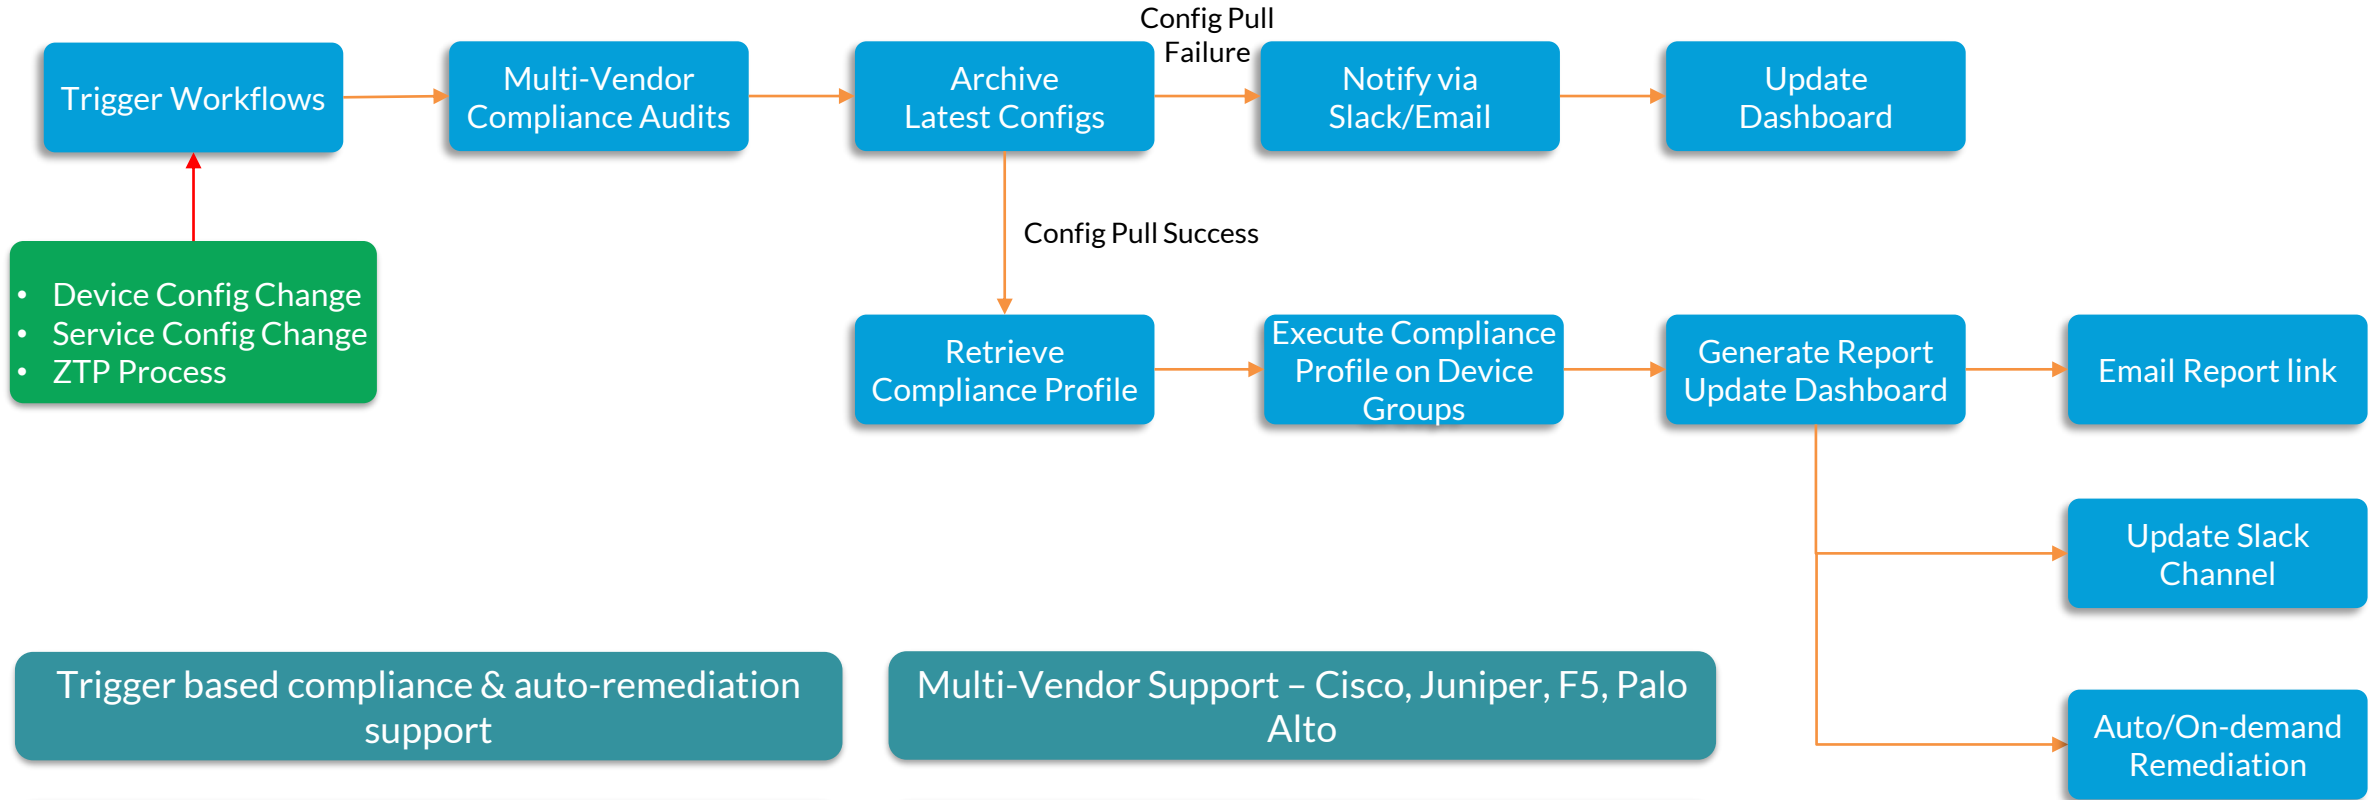 Config Pull
Failure
Trigger Workflows
Multi-Vendor
Compliance Audits
Archive
Latest Configs
Notify via
Slack/Email
Update
Dashboard
Config Pull Success
• Device Config Change
• Service Config Change
• ZTP Process
Retrieve
Compliance Profile
Execute Compliance
Profile on Device
Groups
Generate Report
Update Dashboard
Email Report link
Update Slack
Channel
Trigger based compliance & auto-remediation
support
Multi-Vendor Support – Cisco, Juniper, F5, Palo
Alto
Auto/On-demand
Remediation